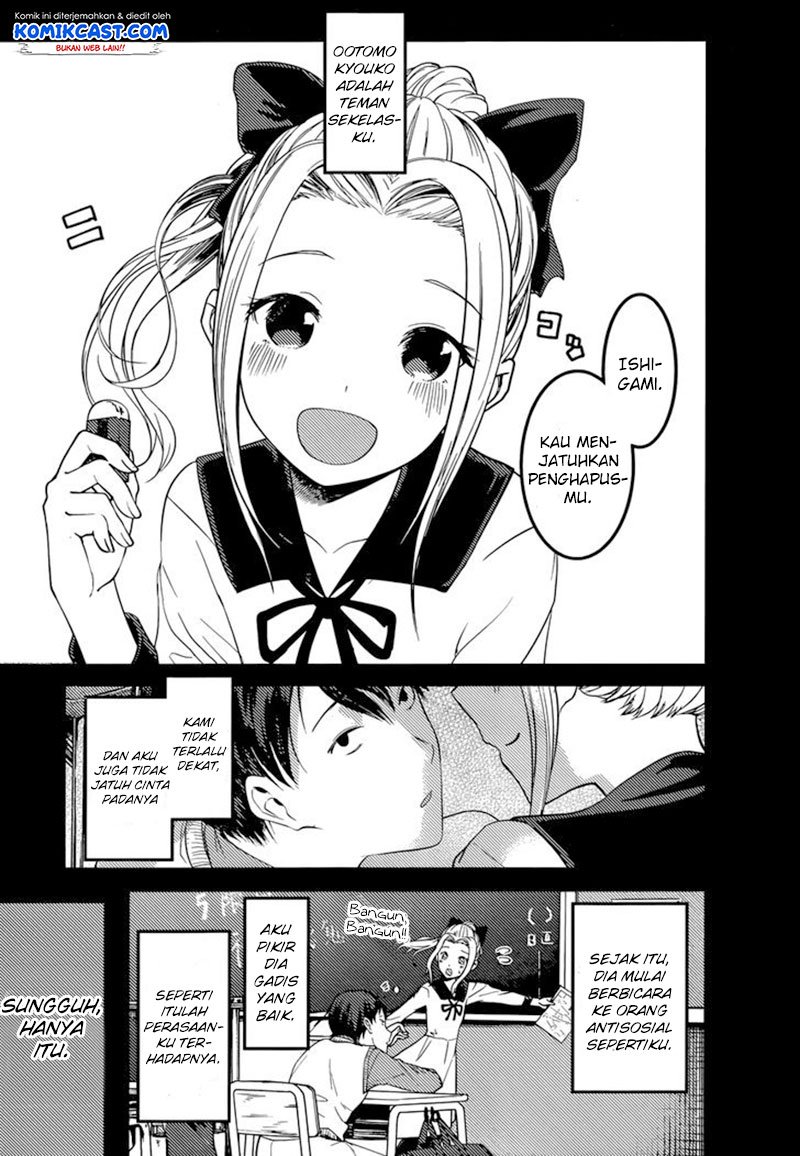 Komik ini diterjemahkan & diedit oleh
KOMIKCAST.COM
BUKAN WEB LAIN!!
OOTOMO
KYOUKO
ADALAH
TEMAN
SEKELAS-
KU.
ニコッ
ISHI-
GAMI.
KAU MEN-
JATUHKAN
PENGHAPUS-
MU.
KAMI
TIDAK
TERLALU
DEKAT,
DAN AKU
JUGA TIDAK
JATUH CINTA
PADANYA
SEJAK ITU,
DIA MULAI
BERBICARA
KE ORANG
ANTISOSIAL
SEPERTIKU.
BANGUN,
BANGUN!!
AKU
PIKIR
DIA
GADIS
YANG
BAIK.
SEPERTI
ITULAH
PERASAAN-
KU TER-
HADAPNYA.
SUNGGUH,
HANYA
ITU.